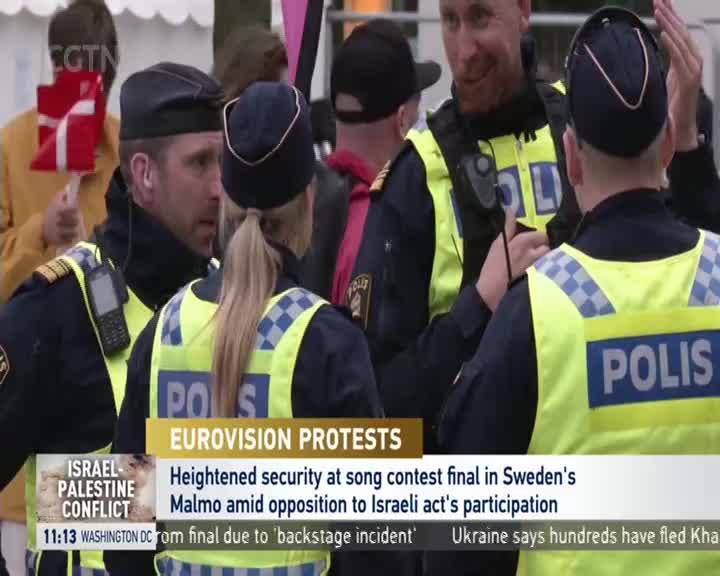 CGTN
POLIS
POLIS
EUROVISION PROTESTS
ISRAEL-
PALESTINE
CONFLICT
Heightened security at song contest final in Sweden's
Malmo amid opposition to Israeli act's participation
11:13 WASHINGTON DC
from final due to 'backstage incident' Ukraine says hundreds have fled